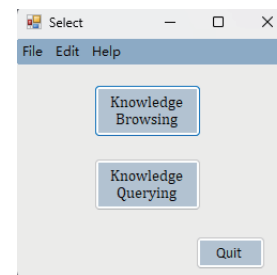 Select
File Edit Help
Knowledge
Browsing
Knowledge
Querying
Quit